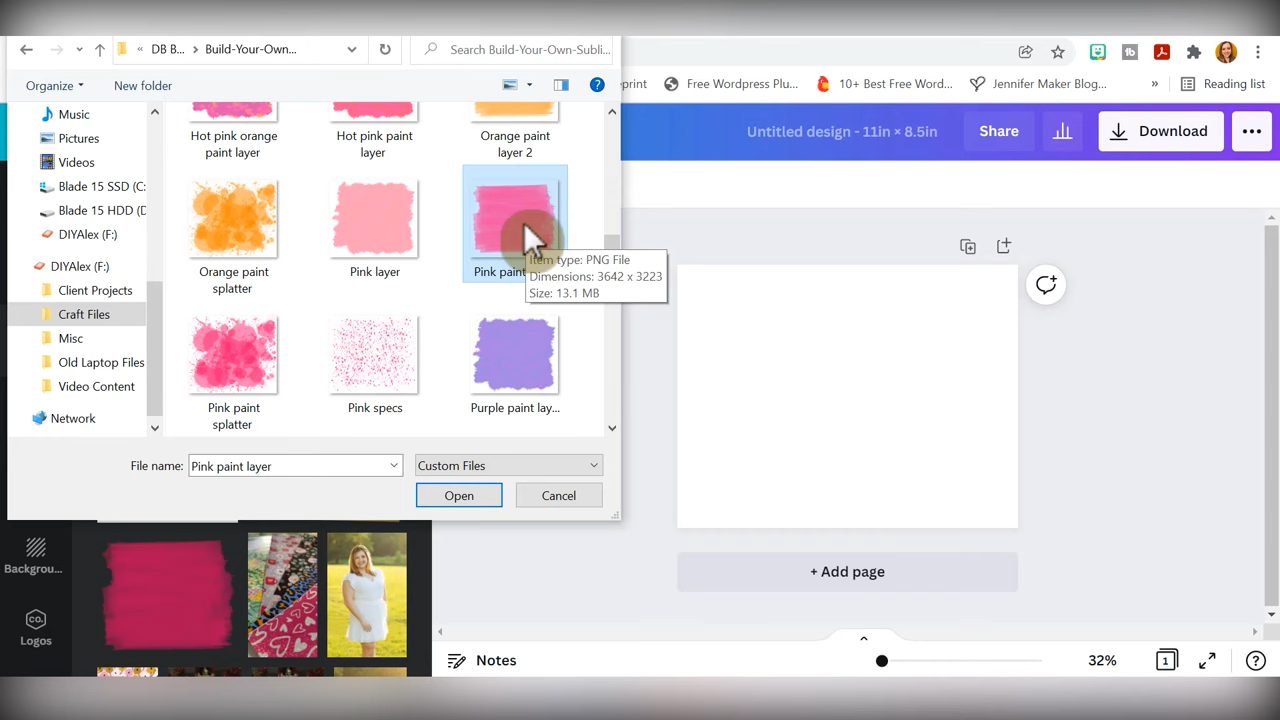 « DB B... > Build-Your-Own...
Search Build-Your-Own-Subli...
Organize
New folder
Music
Pictures
Videos
Blade 15 SSD (C:
Blade 15 HDD (D
DIYAlex (F:)
DIYAlex (F:)
Client Projects
Craft Files
Misc
Old Laptop Files
Video Content
Network
Hot pink orange
paint layer
Hot pink paint
layer
Orange paint
layer 2
Orange paint
splatter
Pink layer
Pink paint
Item type: PNG File
Dimensions: 3642 x 3223
Size: 13.1 MB
Pink paint
splatter
Pink specs
Purple paint lay...
File name:
Pink paint layer
Custom Files
Open
Cancel
print
Free Wordpress Plu...
10+ Best Free Word...
Jennifer Maker Blog...
»
Reading list
Untitled design - 11in × 8.5in
Share
Download
+ Add page
Backgrou...
CO.
Logos
Notes
32%
1